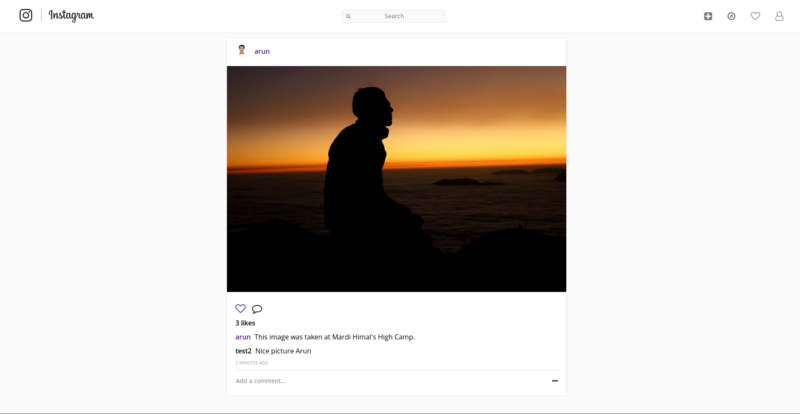 Instagram
Search
arun
3 likes
arun This image was taken at Mardi Himal's High Camp.
test2 Nice picture Arun
2 MINUTES AGO
Add a comment...